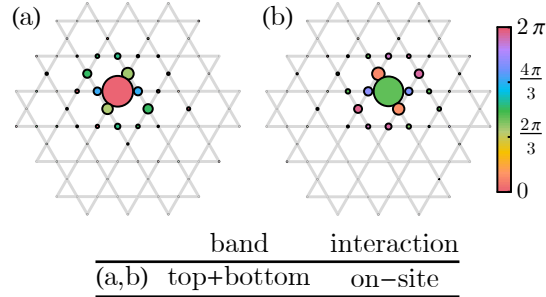 (a) (b)
2π
4π/3
2π/3
0
band interaction
(a,b) top+bottom on-site